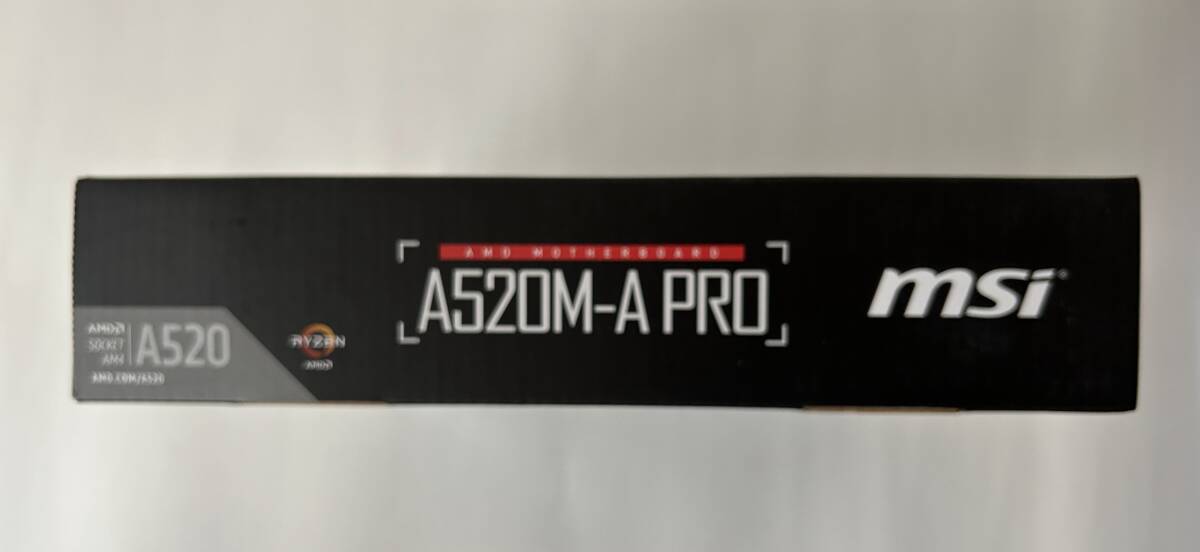 AMD MOTHERBOARD
A520M-A PRO
msi
AMD
SOCKET
AM4
A520
AMD.COM/A520
RYZEN
AMD